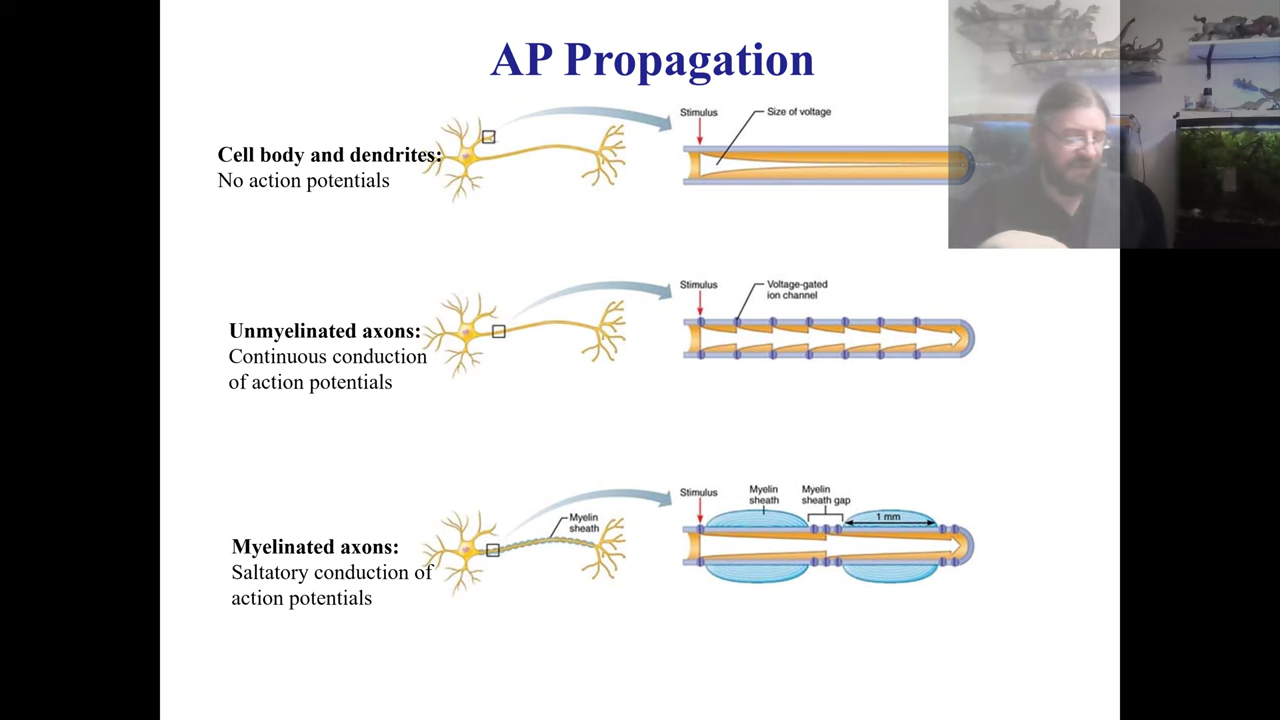 AP Propagation
Stimulus
Size of voltage
Cell body and dendrites:
No action potentials
Stimulus
Voltage-gated
ion channel
Unmyelinated axons:
Continuous conduction
of action potentials
Stimulus
Myelin
sheath
Myelin
sheath gap
1 mm
Myelin
sheath
Myelinated axons:
Saltatory conduction of
action potentials